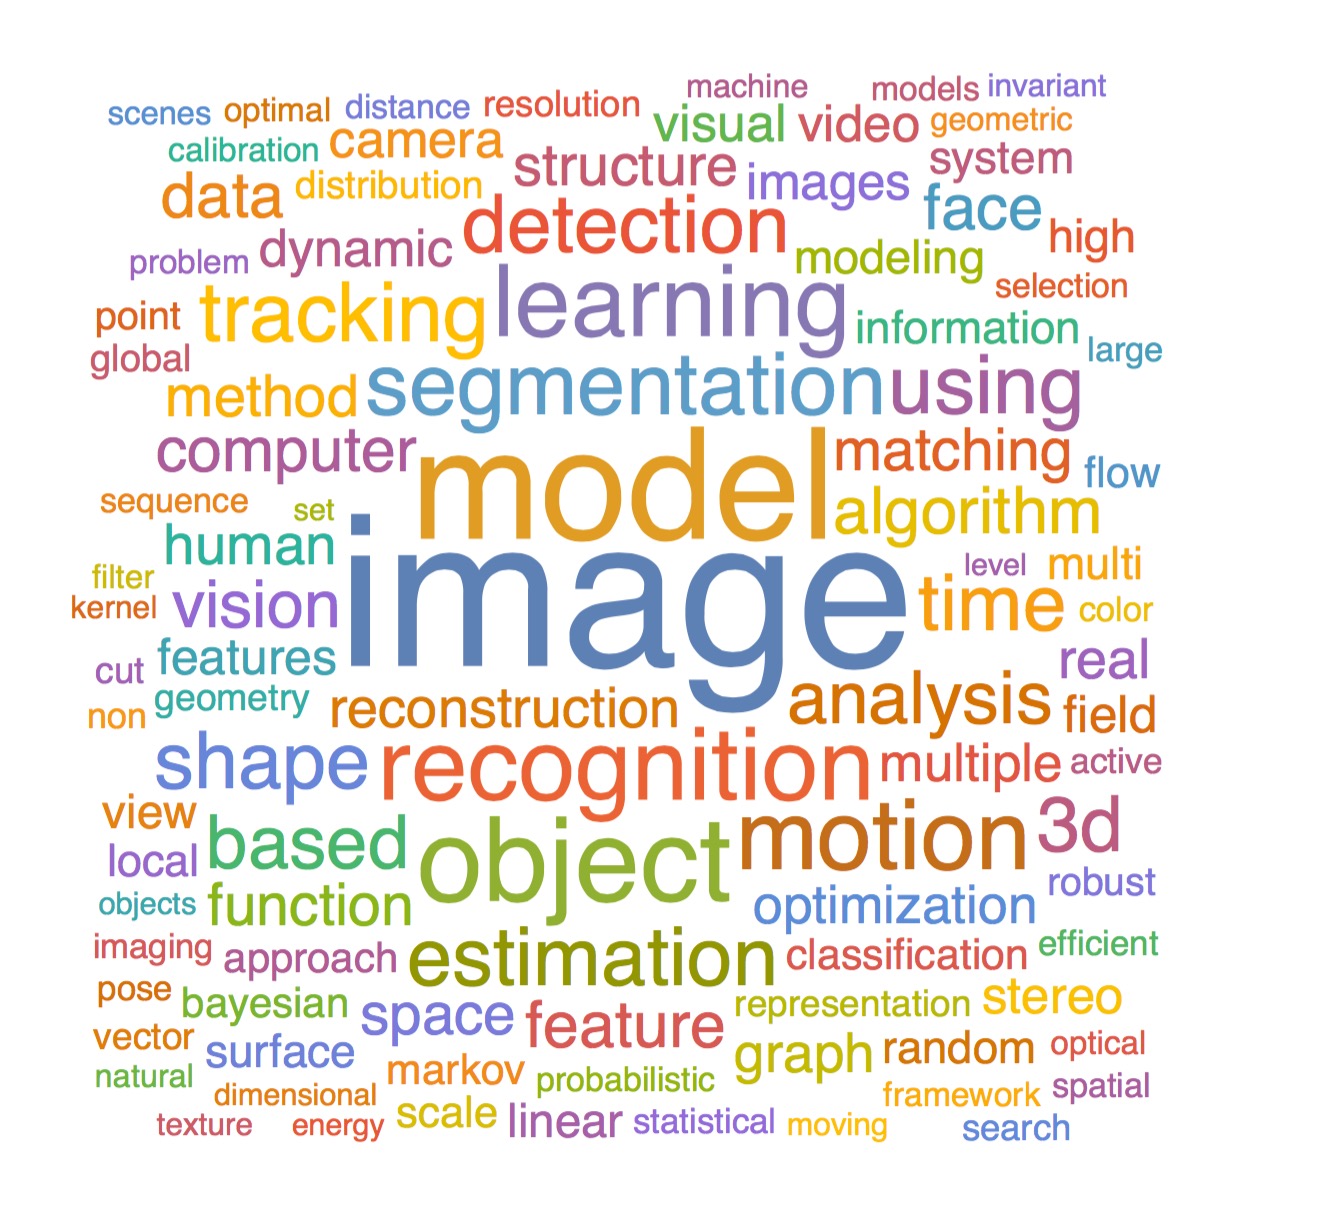 machine models invariant
scenes optimal distance resolution visual video geometric
calibration camera structure images system
data distribution detection face high
problem dynamic learning modeling selection
point tracking information large
global method segmentation using
computer model matching flow
sequence set algorithm
human image level multi
filter vision time color
kernel
cut features real
non geometry reconstruction analysis field
shape recognition multiple active
view based object motion 3d
local robust
objects function optimization
imaging approach estimation classification efficient
pose bayesian space feature representation stereo
vector surface markov probabilistic graph random optical
natural dimensional scale framework spatial
texture energy linear statistical moving search